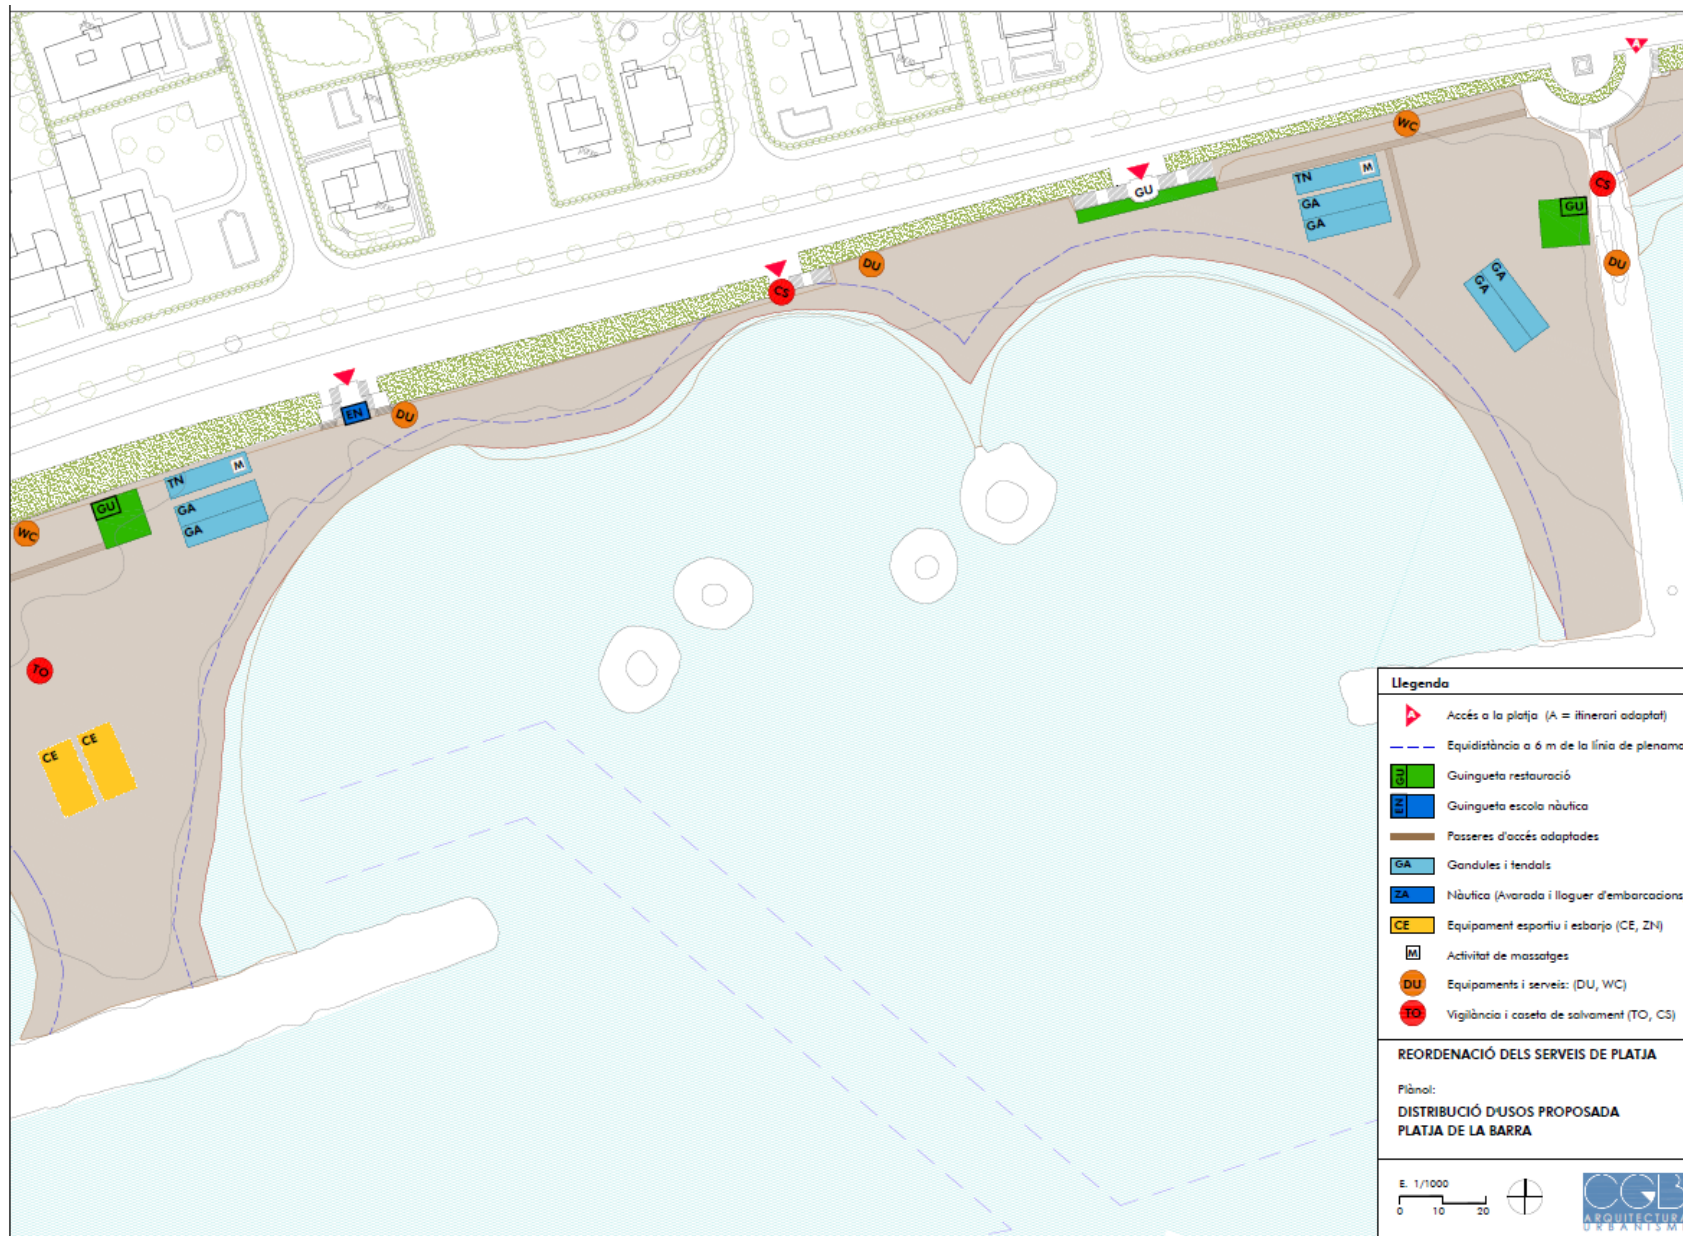 A
WC
GU
CS
TN
M
GA
GA
GU
DU
GA
GA
DU
CS
EN
DU
TN
M
GA
GA
GU
WC
TO
CE
CE
Llegenda
A Accés a la platja (A = itinerari adaptat)
Equidistància a 6 m de la línia de plenama
GU Guingueta restauració
EN Guingueta escola nàutica
Passeres d'accés adaptades
GA Gandules i tendals
ZA Nàutica (Avarada i lloguer d'embarcacions
CE Equipament esportiu i esbarjo (CE, ZN)
M Activitat de massatges
DU Equipaments i serveis: (DU, WC)
TO Vigilància i caseta de salvament (TO, CS)
REORDENACIÓ DELS SERVEIS DE PLATJA
Plànol:
DISTRIBUCIÓ D'USOS PROPOSADA
PLATJA DE LA BARRA
E. 1/1000
0 10 20
CGL2
ARQUITECTURA
URBANISME